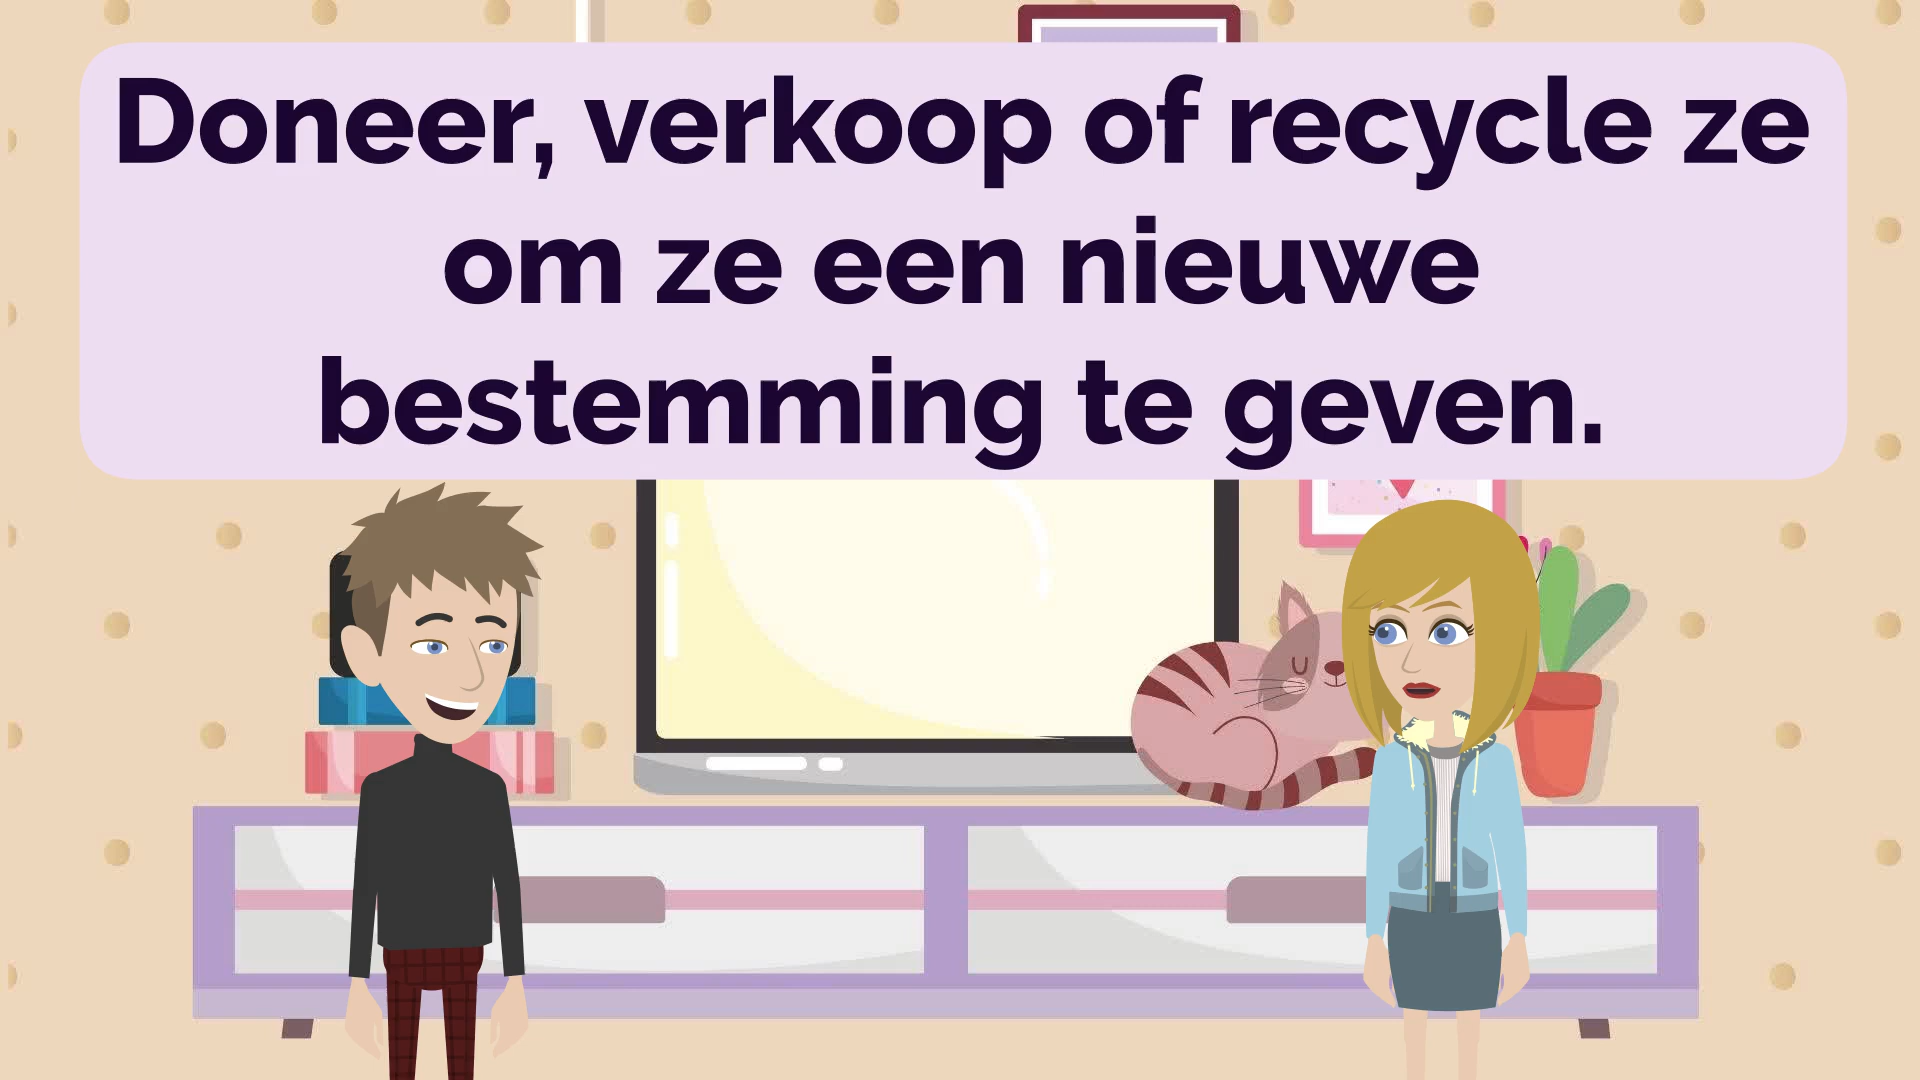 Doneer, verkoop of recycle ze
om ze een nieuwe
bestemming te geven.